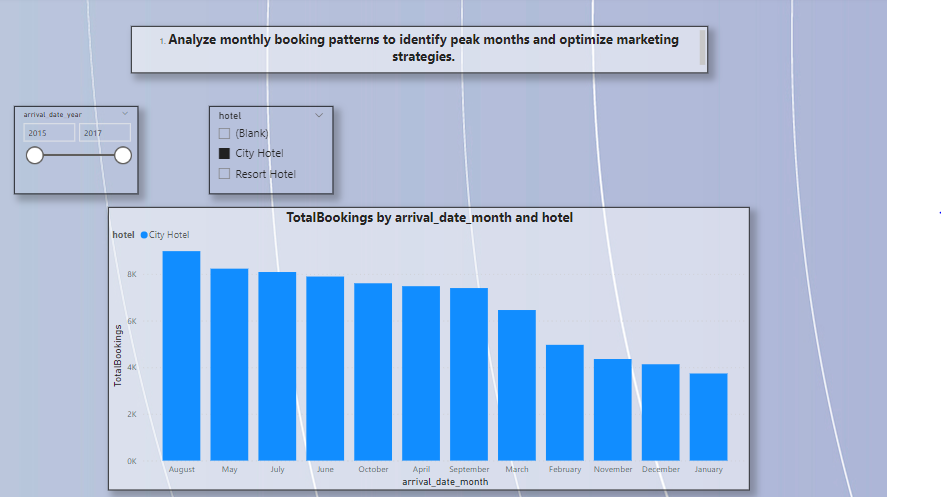 1. Analyze monthly booking patterns to identify peak months and optimize marketing
strategies.
arrival_date_year
2015 2017
hotel
(Blank)
City Hotel
Resort Hotel
TotalBookings by arrival_date_month and hotel
hotel City Hotel
TotalBookings
8K
6K
4K
2K
0K
August May July June October April September March February November December January
arrival_date_month